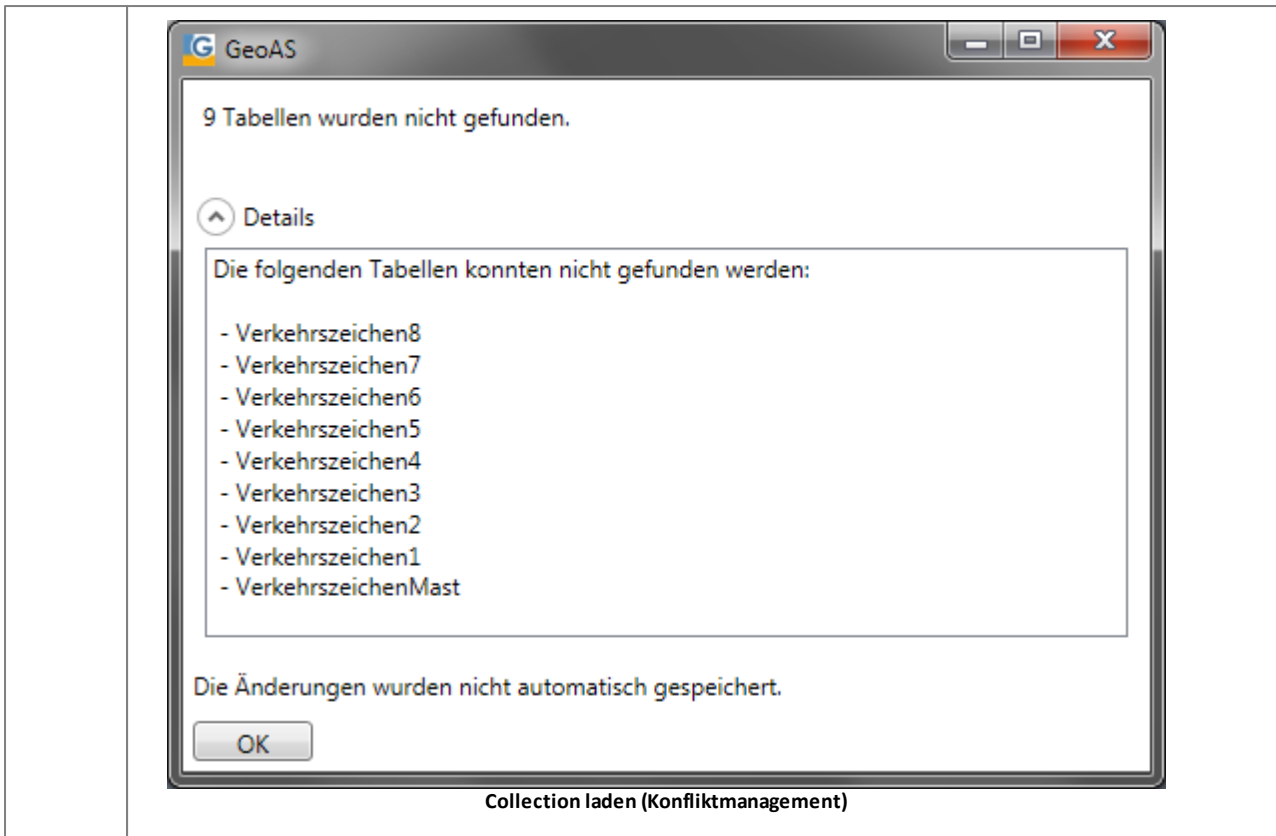 GeoAS
9 Tabellen wurden nicht gefunden.
Details
Die folgenden Tabellen konnten nicht gefunden werden:
- Verkehrszeichen8
- Verkehrszeichen7
- Verkehrszeichen6
- Verkehrszeichen5
- Verkehrszeichen4
- Verkehrszeichen3
- Verkehrszeichen2
- Verkehrszeichen1
- VerkehrszeichenMast
Die Änderungen wurden nicht automatisch gespeichert.
OK
Collection laden (Konfliktmanagement)